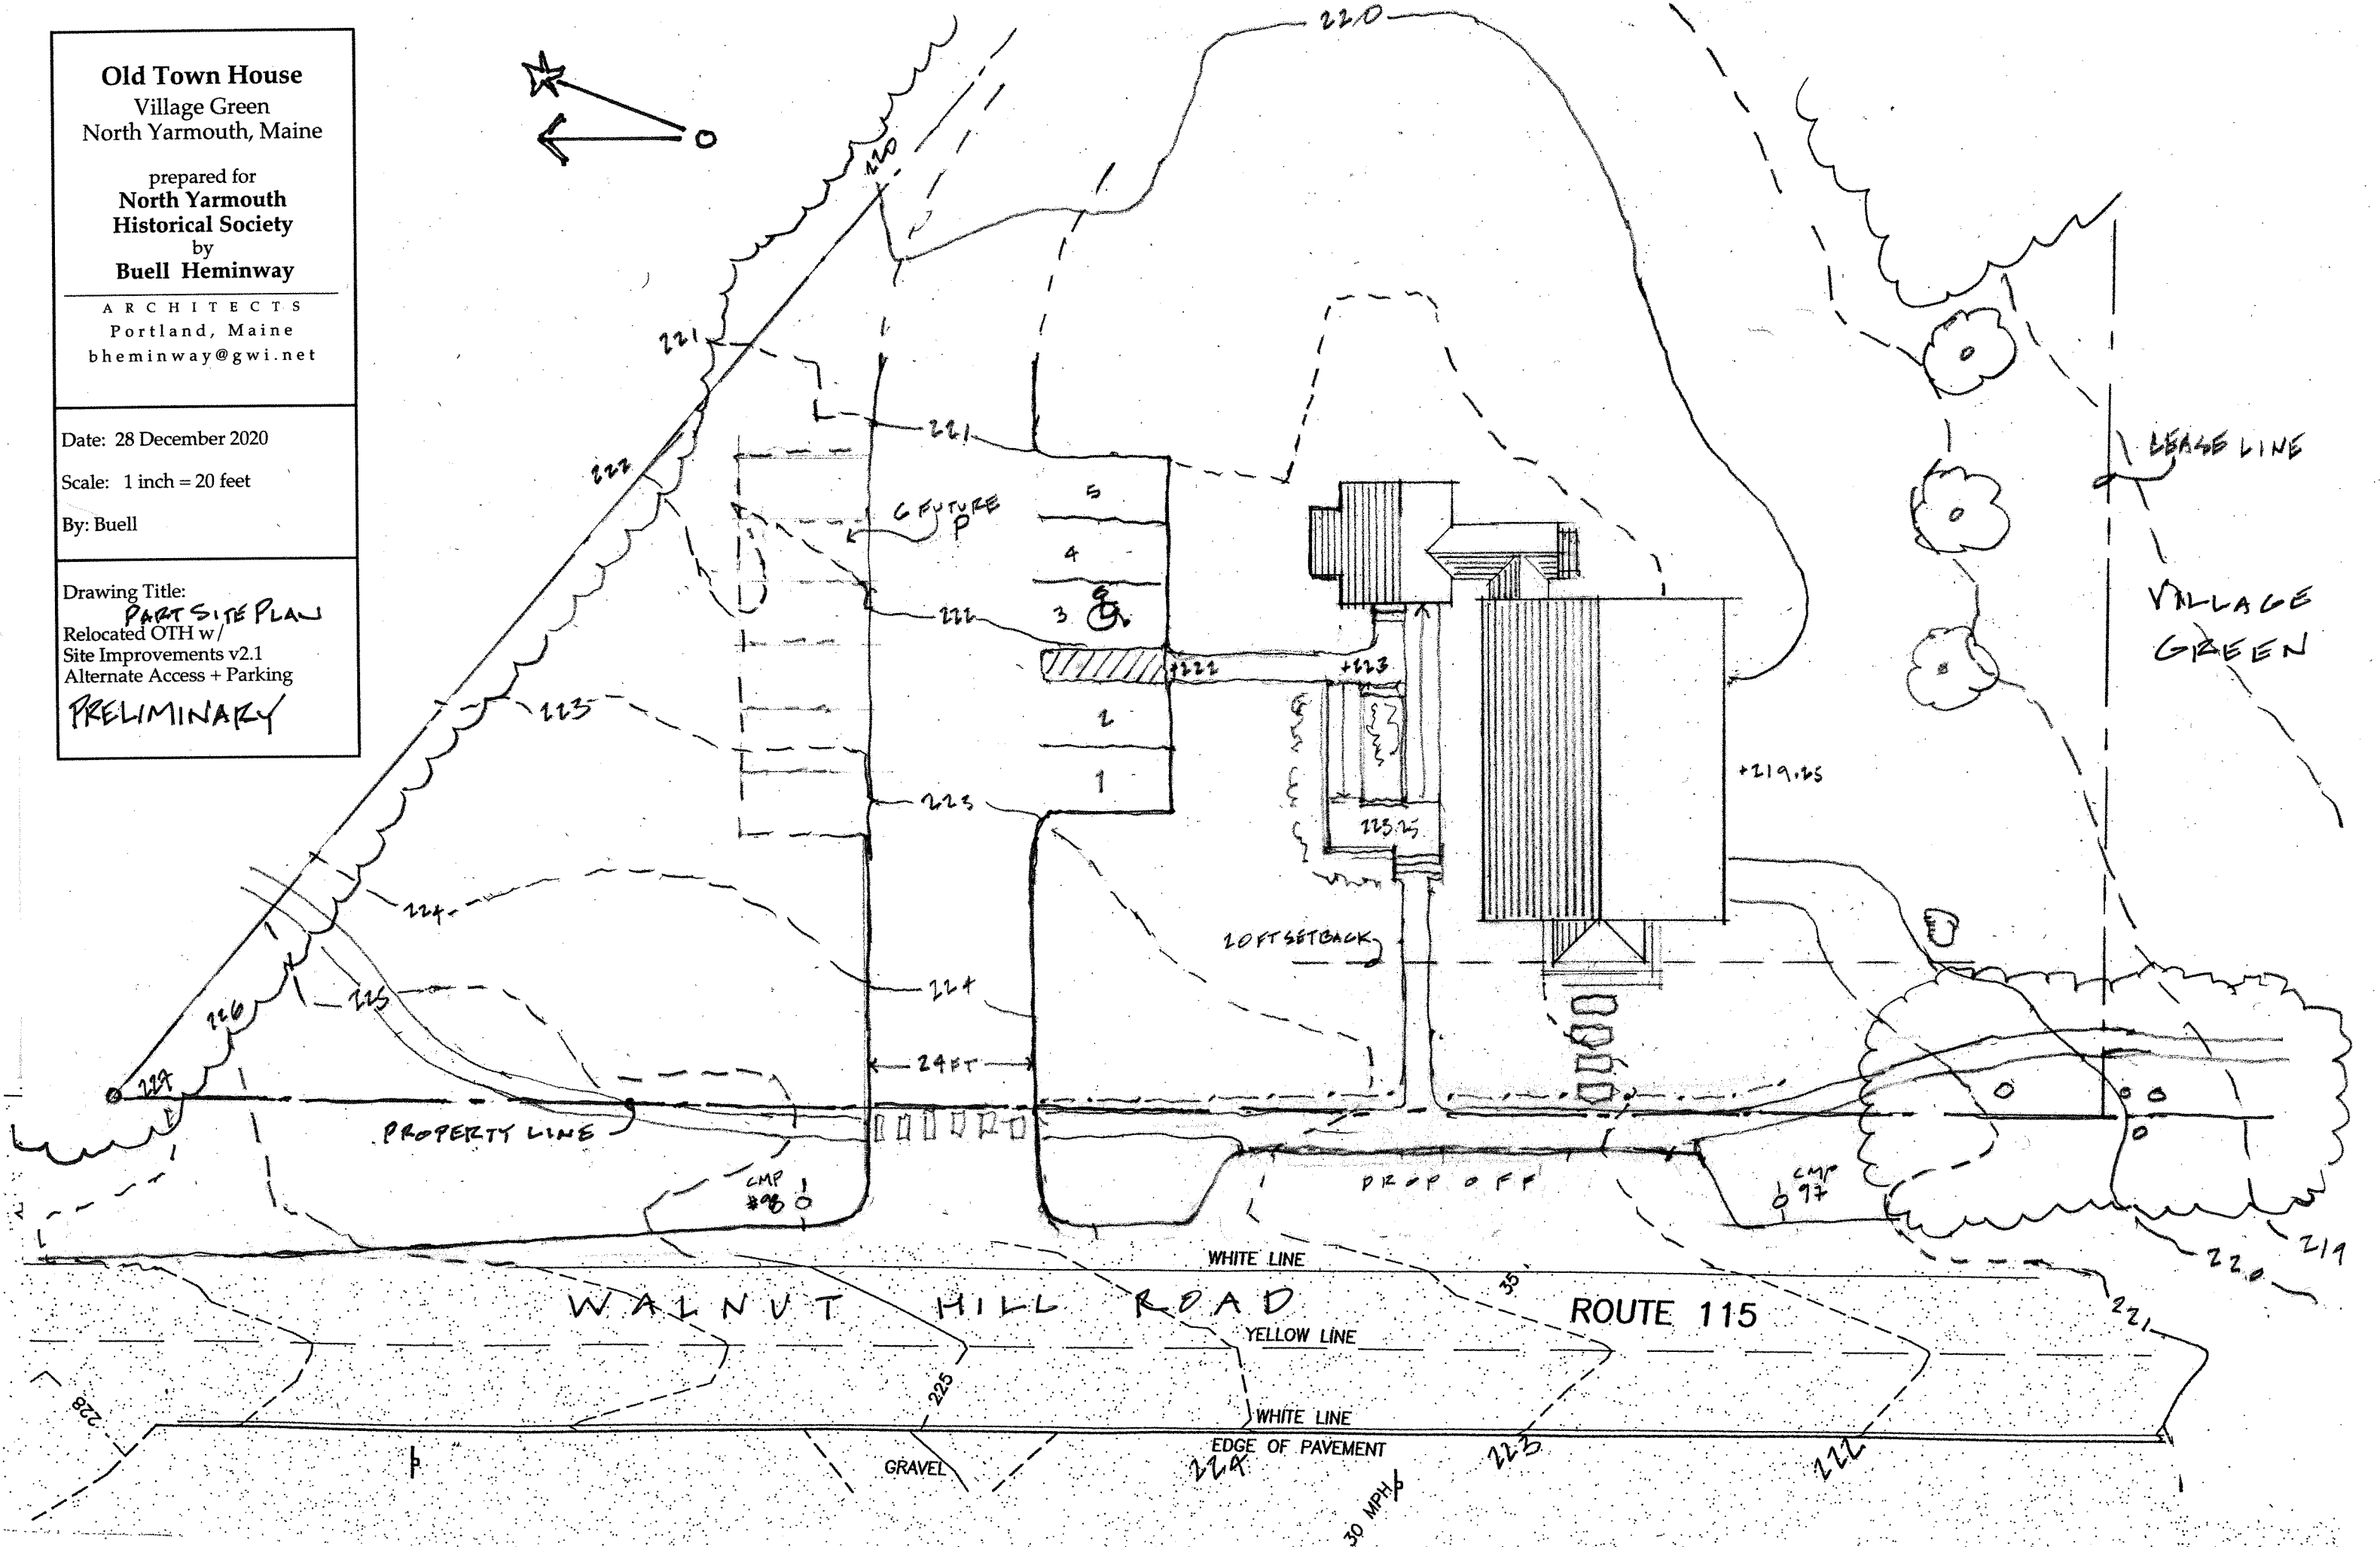 Old Town House
Village Green
North Yarmouth, Maine
prepared for
North Yarmouth
Historical Society
by
Buell Heminway
ARCHITECTS
Portland, Maine
bheminway@gwi.net
Date: 28 December 2020
Scale: 1 inch = 20 feet
By: Buell
Drawing Title:
PART SITE PLAN
Relocated OTH w/
Site Improvements v2.1
Alternate Access + Parking
PRELIMINARY
220
220
221
221
222
6 FUTURE
P
5
4
3
222
+222
+223
2
1
223
223
223.25
+219.25
LEASE LINE
VILLAGE
GREEN
224
224
225
226
227
20 FT SETBACK
24 FT
PROPERTY LINE
CMP
#98
DROP OFF
CMP
97
219
220
221
WHITE LINE
WALNUT HILL ROAD
35
ROUTE 115
YELLOW LINE
228
225
WHITE LINE
EDGE OF PAVEMENT
GRAVEL
224
223
222
30 MPH